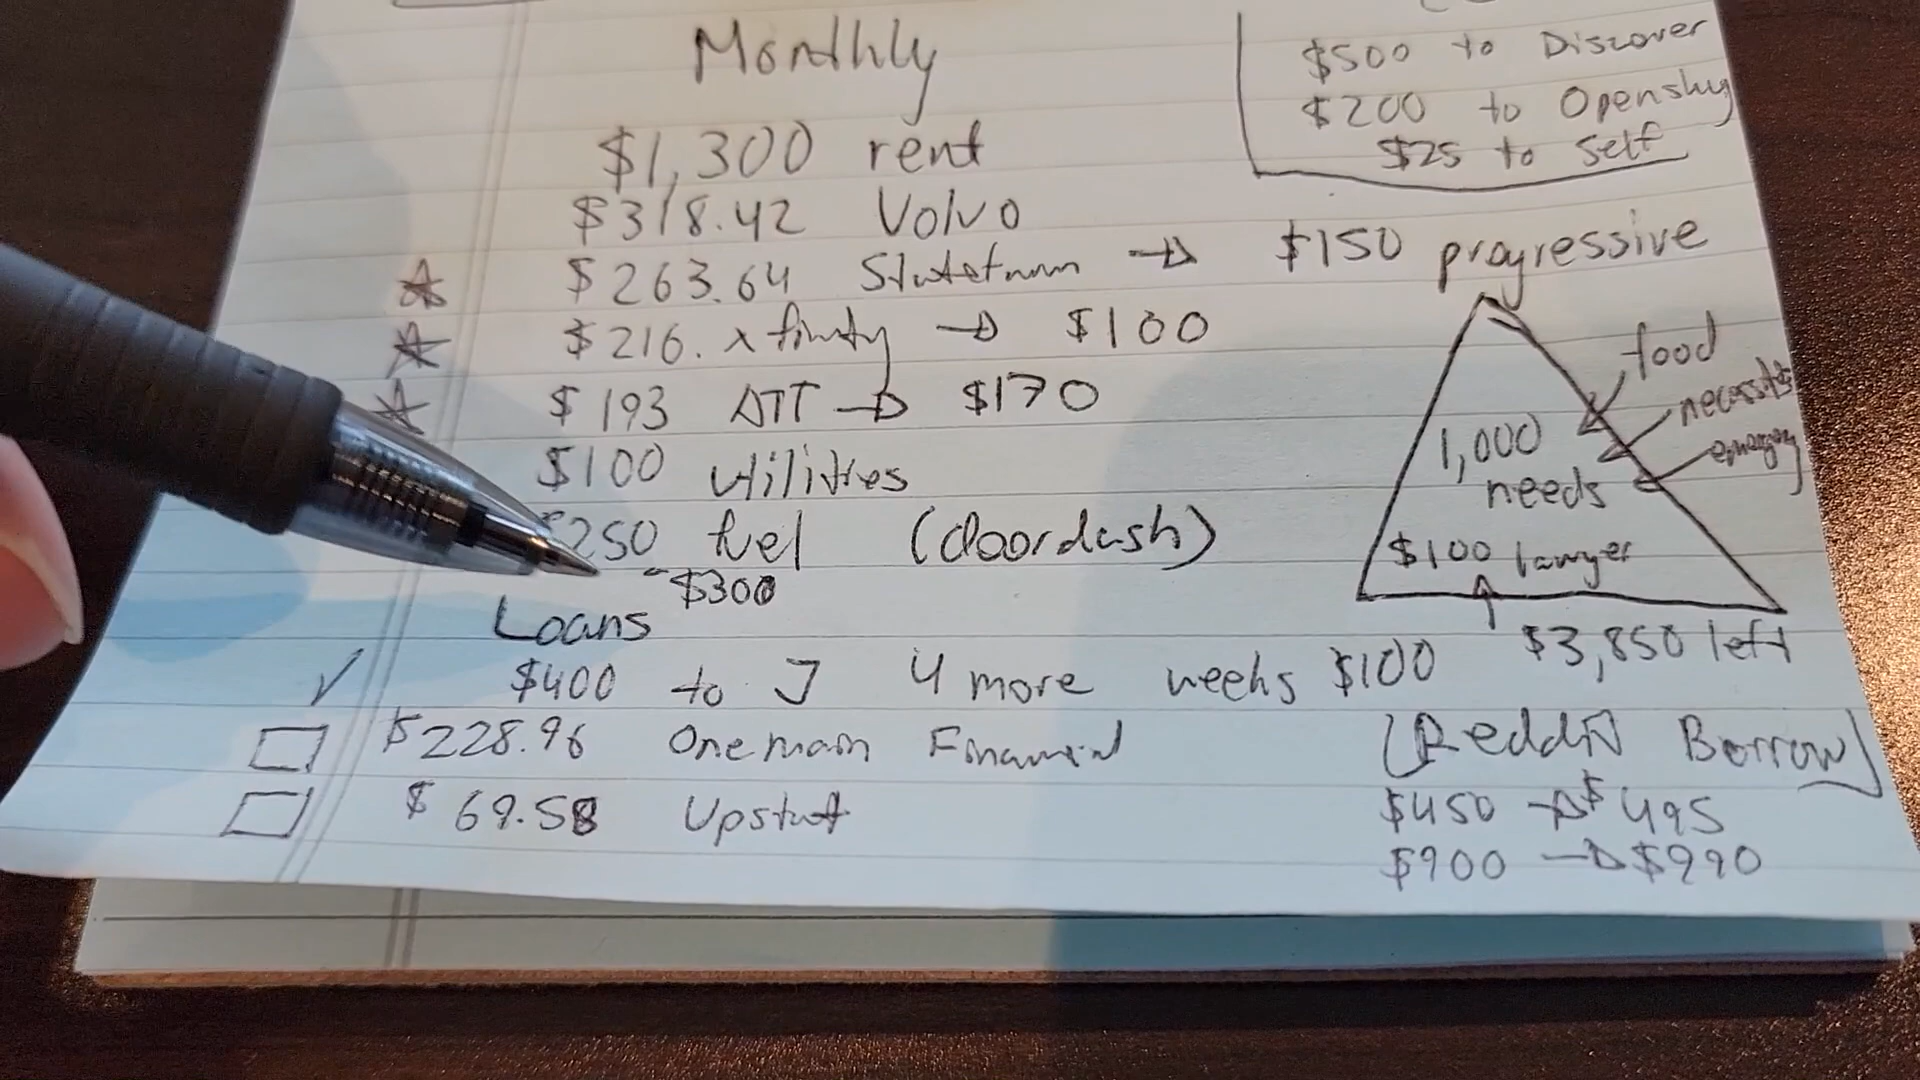 Monthly
$1,300 rent
$318.42 Volvo
$263.64 Statefarm → $150 progressive
$216. xfinity → $100
$193 ATT → $170
$100 utilities
$250 fuel (doordash)
- $300
Loans
$400 to J 4 more weeks $100
$228.96 Onemain Financial
$69.58 Upstart
$500 to Discover
$200 to Opensky
$25 to Self
food
necessities
emergency
1,000
needs
$100 lawyer
$3,850 left
[Reddit Borrow]
$450 → $495
$900 → $990